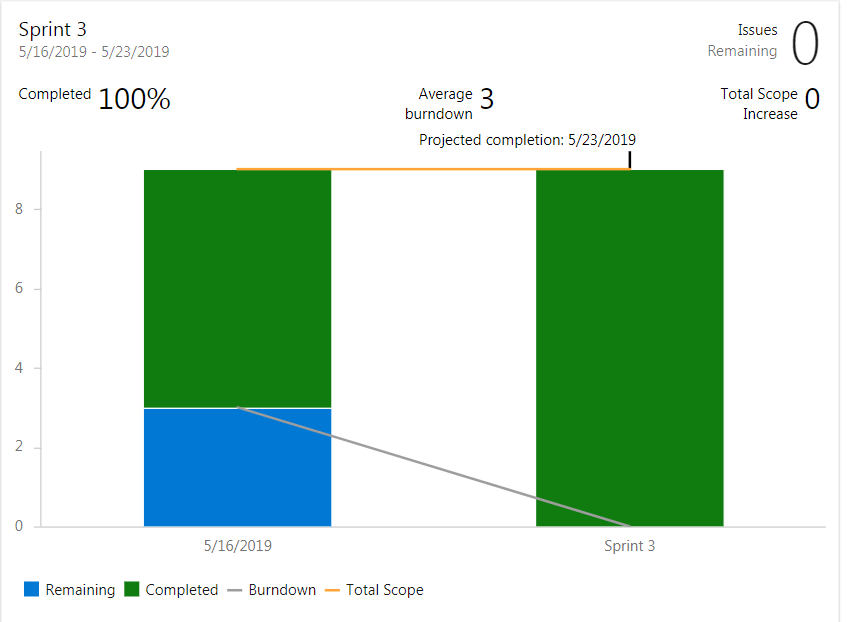 Sprint 3
5/16/2019 - 5/23/2019
Issues
Remaining
0
Completed 100%
Average
burndown
3
Total Scope
Increase
0
Projected completion: 5/23/2019
8
6
4
2
0
5/16/2019
Sprint 3
Remaining
Completed
Burndown
Total Scope